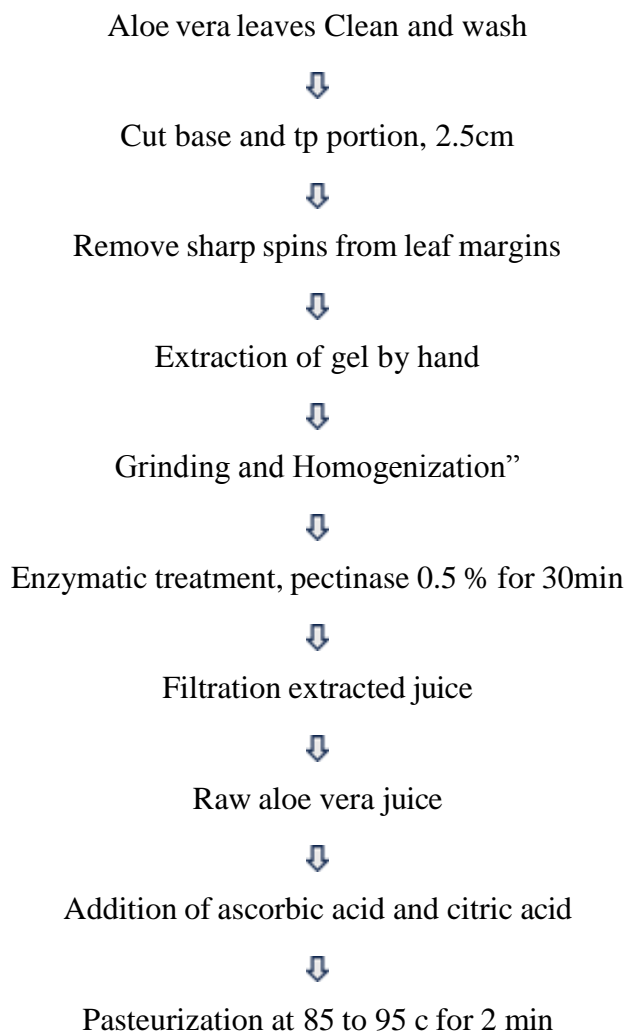 Aloe vera leaves Clean and wash
Cut base and tp portion, 2.5cm
Remove sharp spins from leaf margins
Extraction of gel by hand
Grinding and Homogenization”
Enzymatic treatment, pectinase 0.5 % for 30min
Filtration extracted juice
Raw aloe vera juice
Addition of ascorbic acid and citric acid
Pasteurization at 85 to 95 c for 2 min